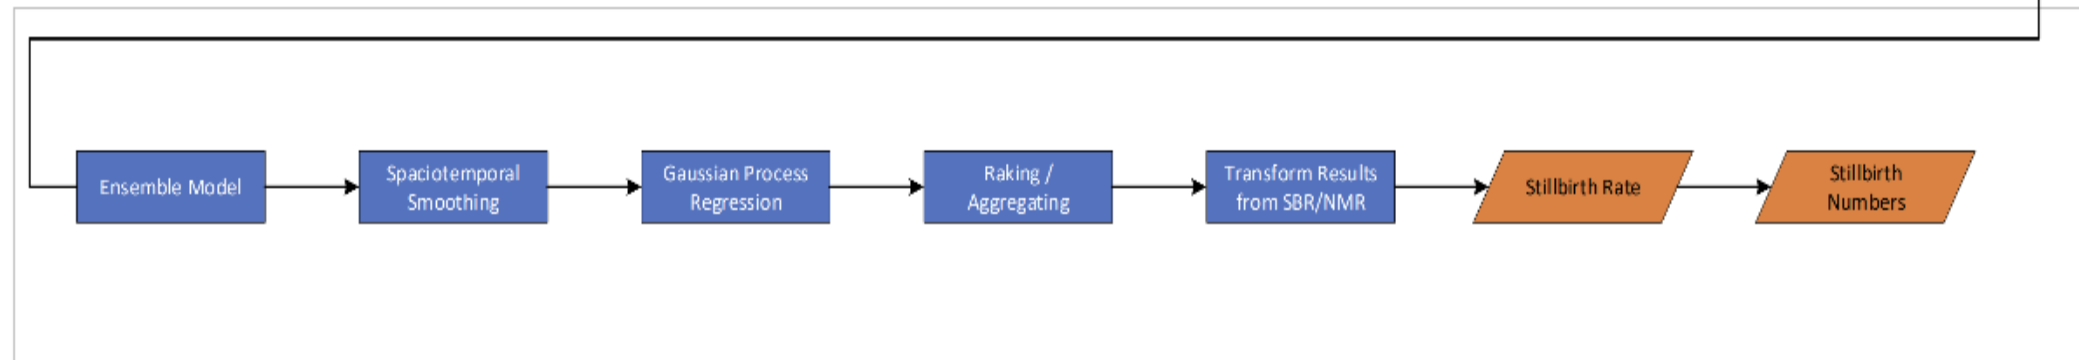 Ensemble Model
Spaciotemporal
Smoothing
Gaussian Process
Regression
Raking /
Aggregating
Transform Results
from SBR/NMR
Stillbirth Rate
Stillbirth
Numbers